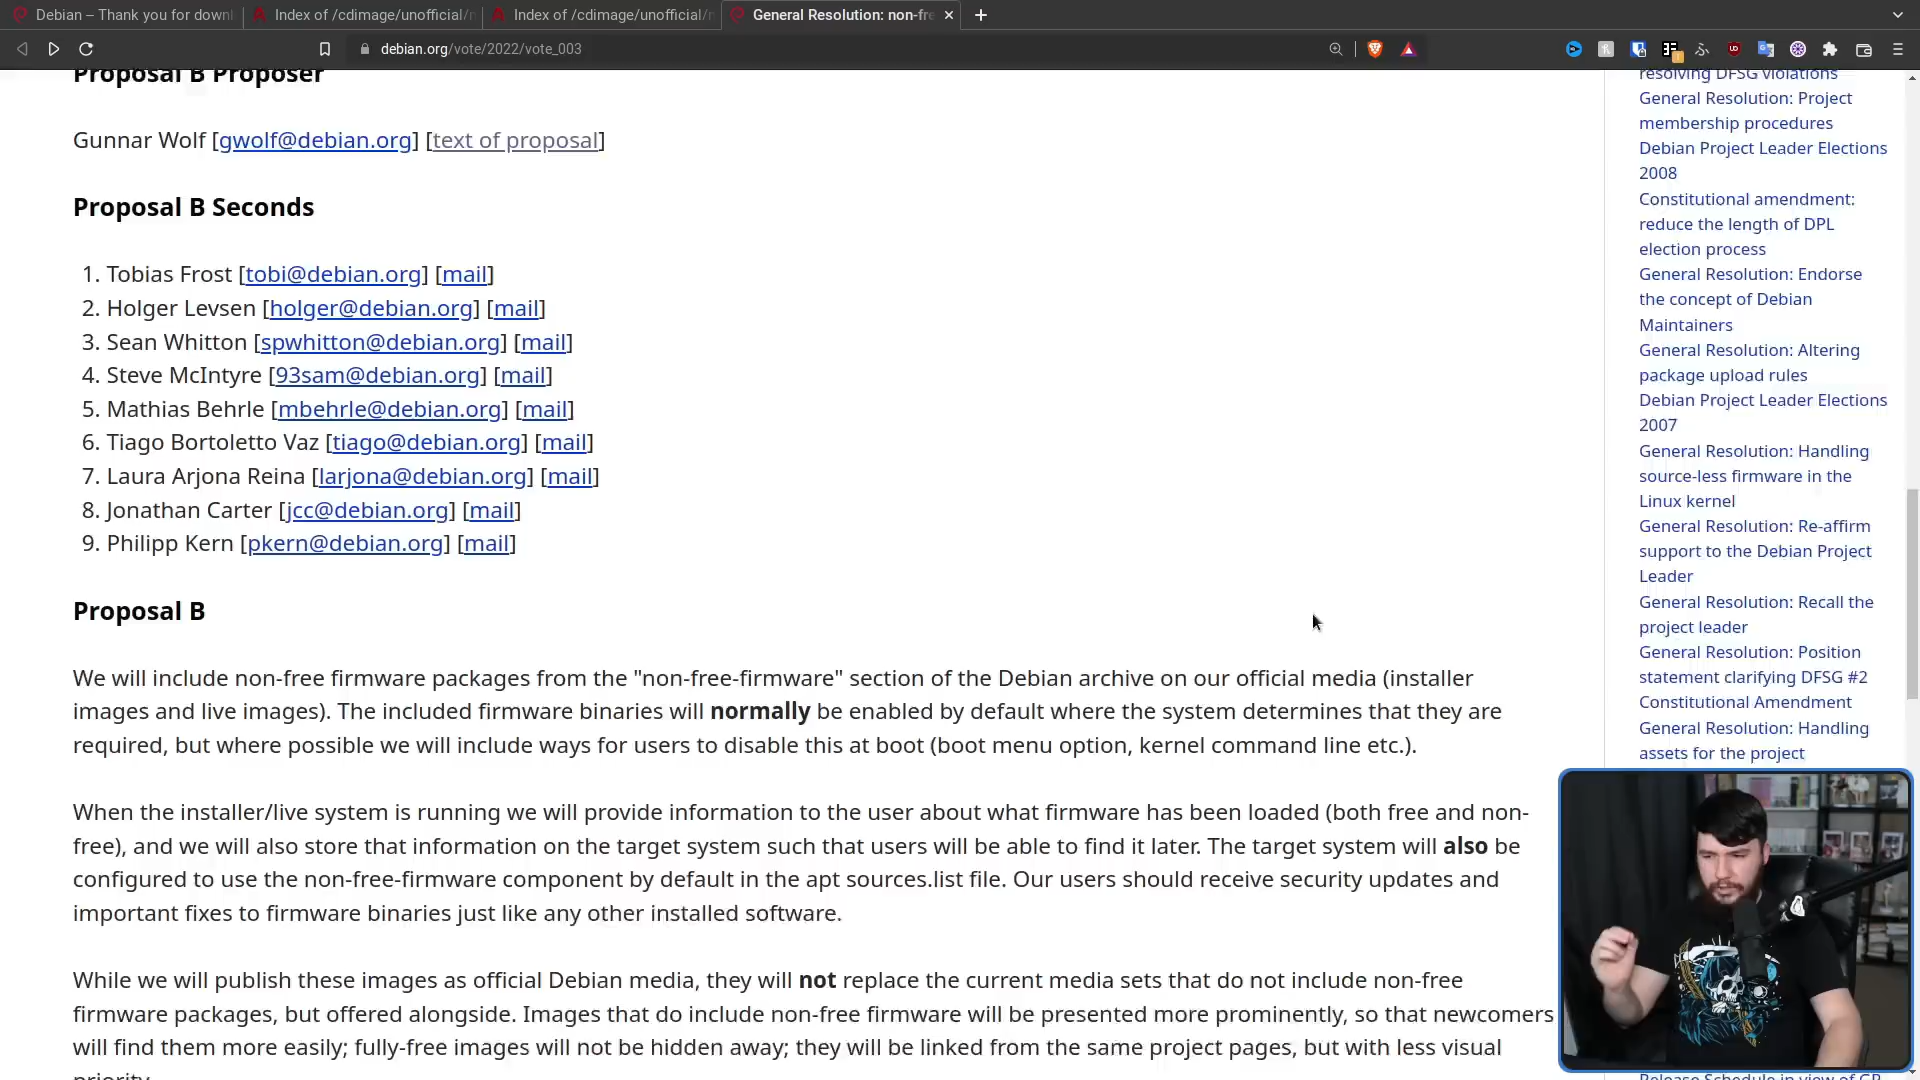 Debian – Thank you for downl
Index of /cdimage/unofficial/n
Index of /cdimage/unofficial/n
General Resolution: non-fre
debian.org/vote/2022/vote_003
Proposal B Proposer
Gunnar Wolf [gwolf@debian.org] [text of proposal]
Proposal B Seconds
1. Tobias Frost [tobi@debian.org] [mail]
2. Holger Levsen [holger@debian.org] [mail]
3. Sean Whitton [spwhitton@debian.org] [mail]
4. Steve McIntyre [93sam@debian.org] [mail]
5. Mathias Behrle [mbehrle@debian.org] [mail]
6. Tiago Bortoletto Vaz [tiago@debian.org] [mail]
7. Laura Arjona Reina [larjona@debian.org] [mail]
8. Jonathan Carter [jcc@debian.org] [mail]
9. Philipp Kern [pkern@debian.org] [mail]
Proposal B
We will include non-free firmware packages from the "non-free-firmware" section of the Debian archive on our official media (installer
images and live images). The included firmware binaries will normally be enabled by default where the system determines that they are
required, but where possible we will include ways for users to disable this at boot (boot menu option, kernel command line etc.).
When the installer/live system is running we will provide information to the user about what firmware has been loaded (both free and non-
free), and we will also store that information on the target system such that users will be able to find it later. The target system will also be
configured to use the non-free-firmware component by default in the apt sources.list file. Our users should receive security updates and
important fixes to firmware binaries just like any other installed software.
While we will publish these images as official Debian media, they will not replace the current media sets that do not include non-free
firmware packages, but offered alongside. Images that do include non-free firmware will be presented more prominently, so that newcomers
will find them more easily; fully-free images will not be hidden away; they will be linked from the same project pages, but with less visual
priority.
resolving DFSG violations
General Resolution: Project
membership procedures
Debian Project Leader Elections
2008
Constitutional amendment:
reduce the length of DPL
election process
General Resolution: Endorse
the concept of Debian
Maintainers
General Resolution: Altering
package upload rules
Debian Project Leader Elections
2007
General Resolution: Handling
source-less firmware in the
Linux kernel
General Resolution: Re-affirm
support to the Debian Project
Leader
General Resolution: Recall the
project leader
General Resolution: Position
statement clarifying DFSG #2
Constitutional Amendment
General Resolution: Handling
assets for the project
Release Schedule in view of GR